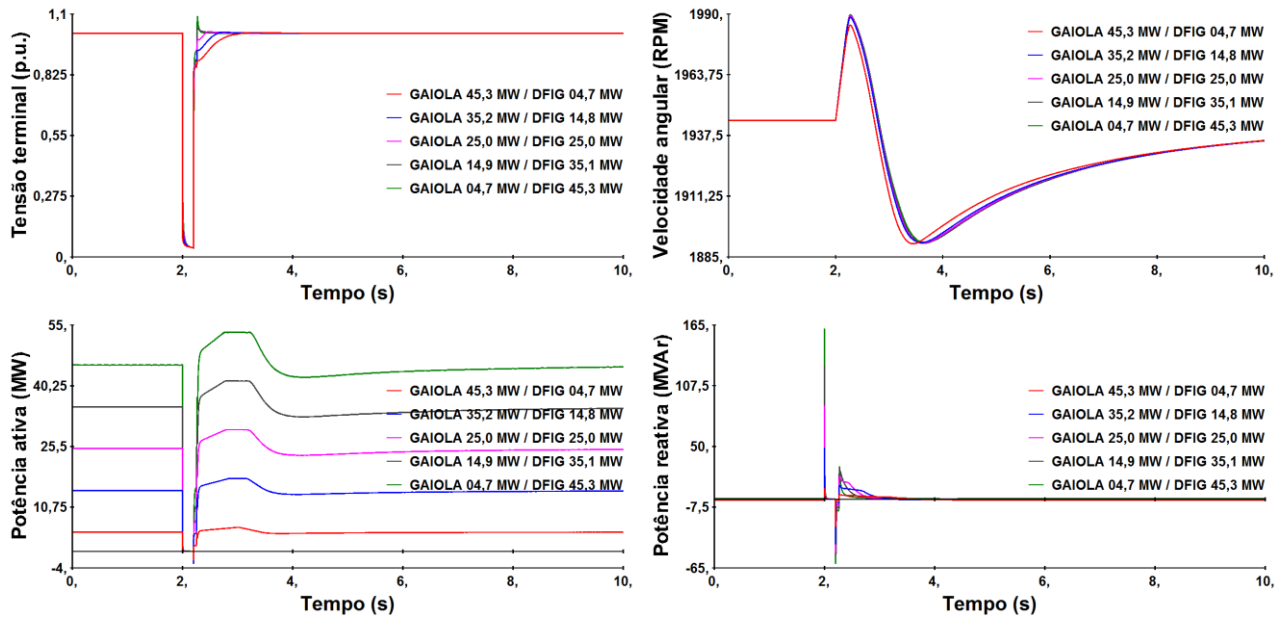 Tensão terminal (p.u.)
1,1
0,825
0,55
0,275
0,
0, 2, 4, 6, 8, 10,
Tempo (s)
GAIOLA 45,3 MW / DFIG 04,7 MW
GAIOLA 35,2 MW / DFIG 14,8 MW
GAIOLA 25,0 MW / DFIG 25,0 MW
GAIOLA 14,9 MW / DFIG 35,1 MW
GAIOLA 04,7 MW / DFIG 45,3 MW
Velocidade angular (RPM)
1990,
1963,75
1937,5
1911,25
1885,
0, 2, 4, 6, 8, 10,
Tempo (s)
GAIOLA 45,3 MW / DFIG 04,7 MW
GAIOLA 35,2 MW / DFIG 14,8 MW
GAIOLA 25,0 MW / DFIG 25,0 MW
GAIOLA 14,9 MW / DFIG 35,1 MW
GAIOLA 04,7 MW / DFIG 45,3 MW
Potência ativa (MW)
55,
40,25
25,5
10,75
-4,
0, 2, 4, 6, 8, 10,
Tempo (s)
GAIOLA 45,3 MW / DFIG 04,7 MW
GAIOLA 35,2 MW / DFIG 14,8 MW
GAIOLA 25,0 MW / DFIG 25,0 MW
GAIOLA 14,9 MW / DFIG 35,1 MW
GAIOLA 04,7 MW / DFIG 45,3 MW
Potência reativa (MVAr)
165,
107,5
50,
-7,5
-65,
0, 2, 4, 6, 8, 10,
Tempo (s)
GAIOLA 45,3 MW / DFIG 04,7 MW
GAIOLA 35,2 MW / DFIG 14,8 MW
GAIOLA 25,0 MW / DFIG 25,0 MW
GAIOLA 14,9 MW / DFIG 35,1 MW
GAIOLA 04,7 MW / DFIG 45,3 MW